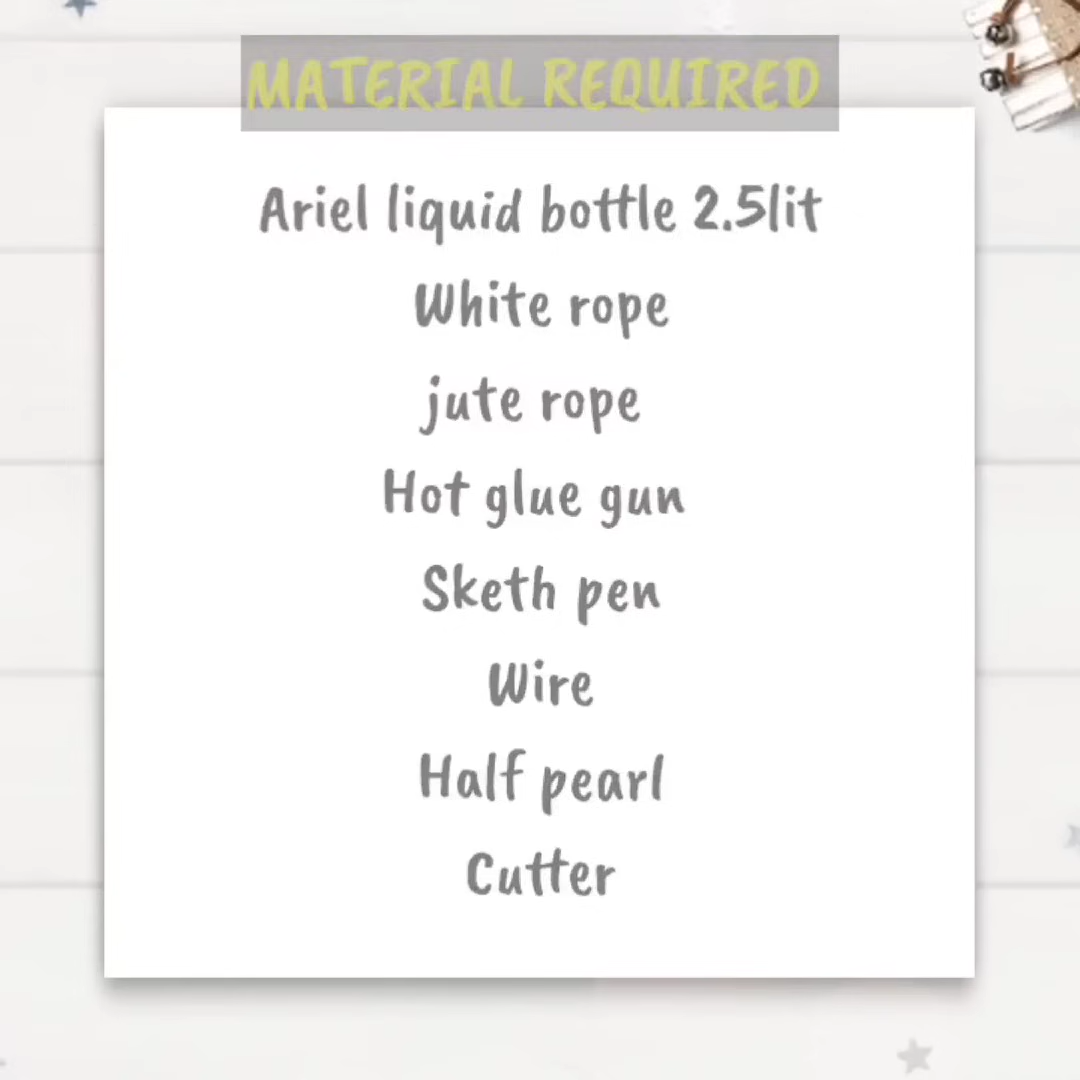 MATERIAL REQUIRED
Ariel liquid bottle 2.5lit
White rope
jute rope
Hot glue gun
Sketh pen
Wire
Half pearl
Cutter